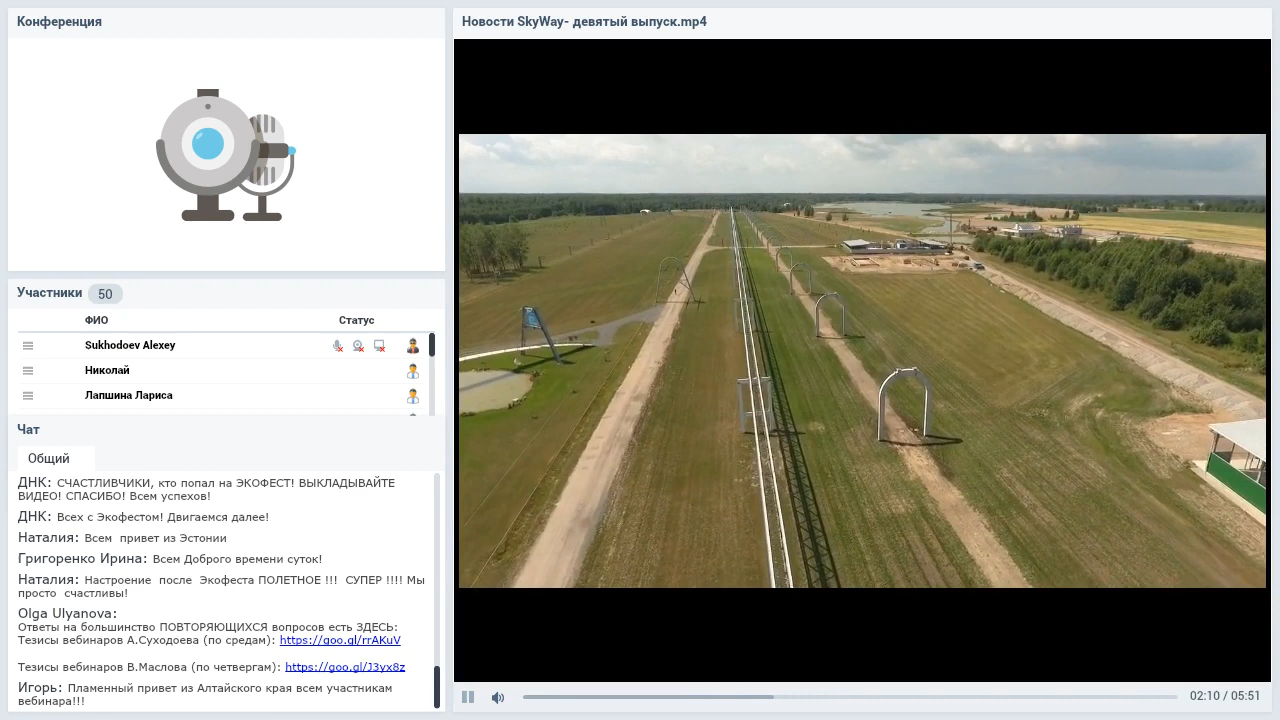 Конференция
Новости SkyWay- девятый выпуск.mp4
Участники 50
ФИО Статус
Sukhodoev Alexey
Николай
Лапшина Лариса
Чат
Общий
ДНК: СЧАСТЛИВЧИКИ, кто попал на ЭКОФЕСТ! ВЫКЛАДЫВАЙТЕ
ВИДЕО! СПАСИБО! Всем успехов!
ДНК: Всех с Экофестом! Двигаемся далее!
Наталия: Всем привет из Эстонии
Григоренко Ирина: Всем Доброго времени суток!
Наталия: Настроение после Экофеста ПОЛЕТНОЕ !!! СУПЕР !!!! Мы
просто счастливы!
Olga Ulyanova:
Ответы на большинство ПОВТОРЯЮЩИХСЯ вопросов есть ЗДЕСЬ:
Тезисы вебинаров А.Суходоева (по средам): https://goo.gl/rrAKuV
Тезисы вебинаров В.Маслова (по четвергам): https://goo.gl/J3yx8z
Игорь: Пламенный привет из Алтайского края всем участникам
вебинара!!!
02:10 / 05:51